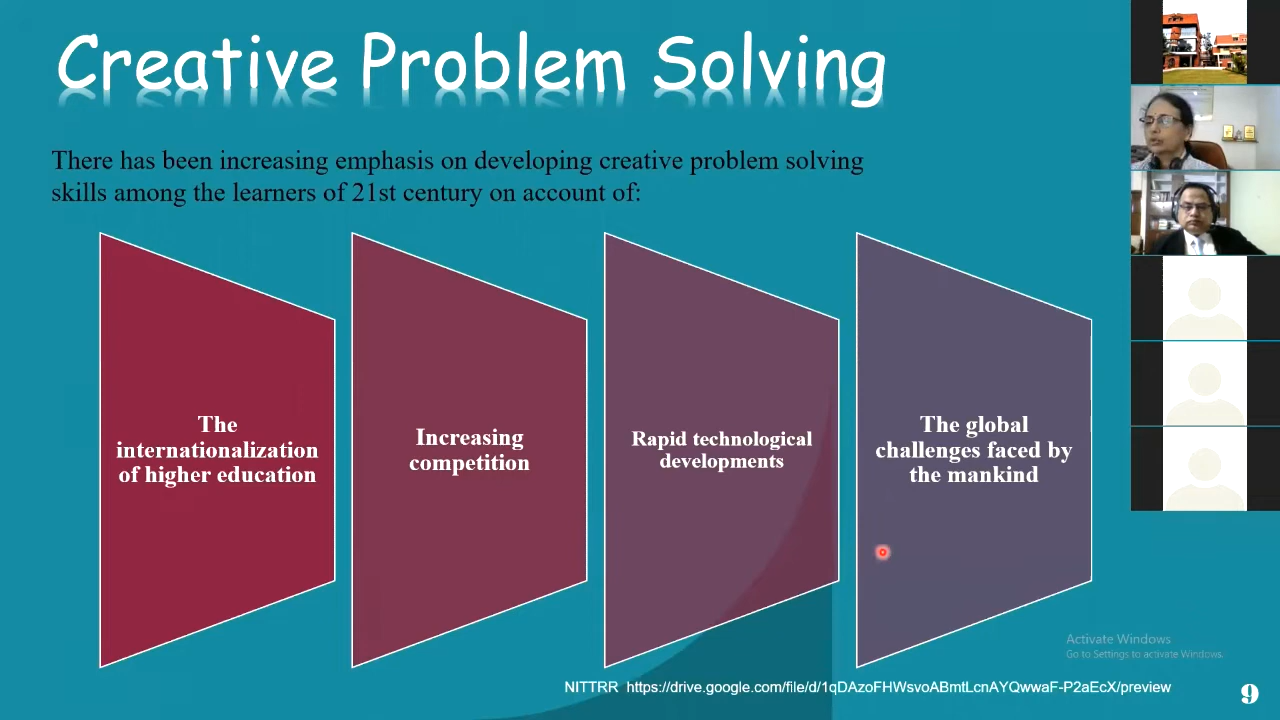 Creative Problem Solving
There has been increasing emphasis on developing creative problem solving
skills among the learners of 21st century on account of:
The
internationalization
of higher education
Increasing
competition
Rapid technological
developments
The global
challenges faced by
the mankind
Activate Windows
Go to Settings to activate Windows.
NITTRR https://drive.google.com/file/d/1qDAzoFHWsvoABmtLcnAYQwwaF-P2aEcX/preview
9